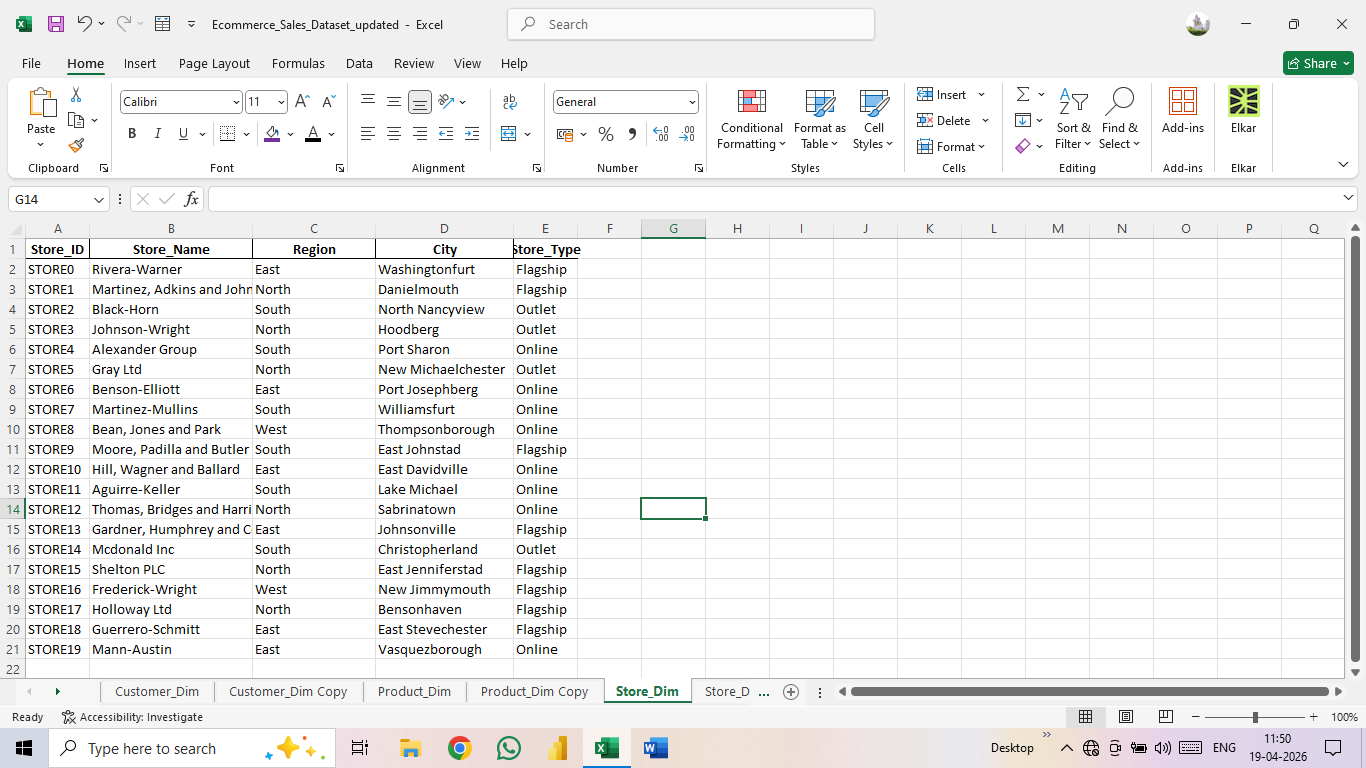 Ecommerce_Sales_Dataset_updated - Excel
Search
File Home Insert Page Layout Formulas Data Review View Help
Share
Paste
Clipboard
Calibri 11
B I U
Font
ab
Alignment
General
% ,
Number
Conditional Formatting
Format as Table
Cell Styles
Styles
Insert
Delete
Format
Cells
Sort & Filter
Find & Select
Editing
Add-ins
Add-ins
Elkar
Elkar
G14
fx
A B C D E F G H I J K L M N O P Q
1 Store_ID Store_Name Region City Store_Type
2 STORE0 Rivera-Warner East Washingtonfurt Flagship
3 STORE1 Martinez, Adkins and John North Danielmouth Flagship
4 STORE2 Black-Horn South North Nancyview Outlet
5 STORE3 Johnson-Wright North Hoodberg Outlet
6 STORE4 Alexander Group South Port Sharon Online
7 STORE5 Gray Ltd North New Michaelchester Outlet
8 STORE6 Benson-Elliott East Port Josephberg Online
9 STORE7 Martinez-Mullins South Williamsfurt Online
10 STORE8 Bean, Jones and Park West Thompsonborough Online
11 STORE9 Moore, Padilla and Butler South East Johnstad Flagship
12 STORE10 Hill, Wagner and Ballard East East Davidville Online
13 STORE11 Aguirre-Keller South Lake Michael Online
14 STORE12 Thomas, Bridges and Harri North Sabrinatown Online
15 STORE13 Gardner, Humphrey and C East Johnsonville Flagship
16 STORE14 Mcdonald Inc South Christopherland Outlet
17 STORE15 Shelton PLC North East Jenniferstad Flagship
18 STORE16 Frederick-Wright West New Jimmymouth Flagship
19 STORE17 Holloway Ltd North Bensonhaven Flagship
20 STORE18 Guerrero-Schmitt East East Stevechester Flagship
21 STORE19 Mann-Austin East Vasquezborough Online
22
Customer_Dim Customer_Dim Copy Product_Dim Product_Dim Copy Store_Dim Store_D ...
Ready Accessibility: Investigate 100%
Type here to search
Desktop
ENG
11:50
19-04-2026